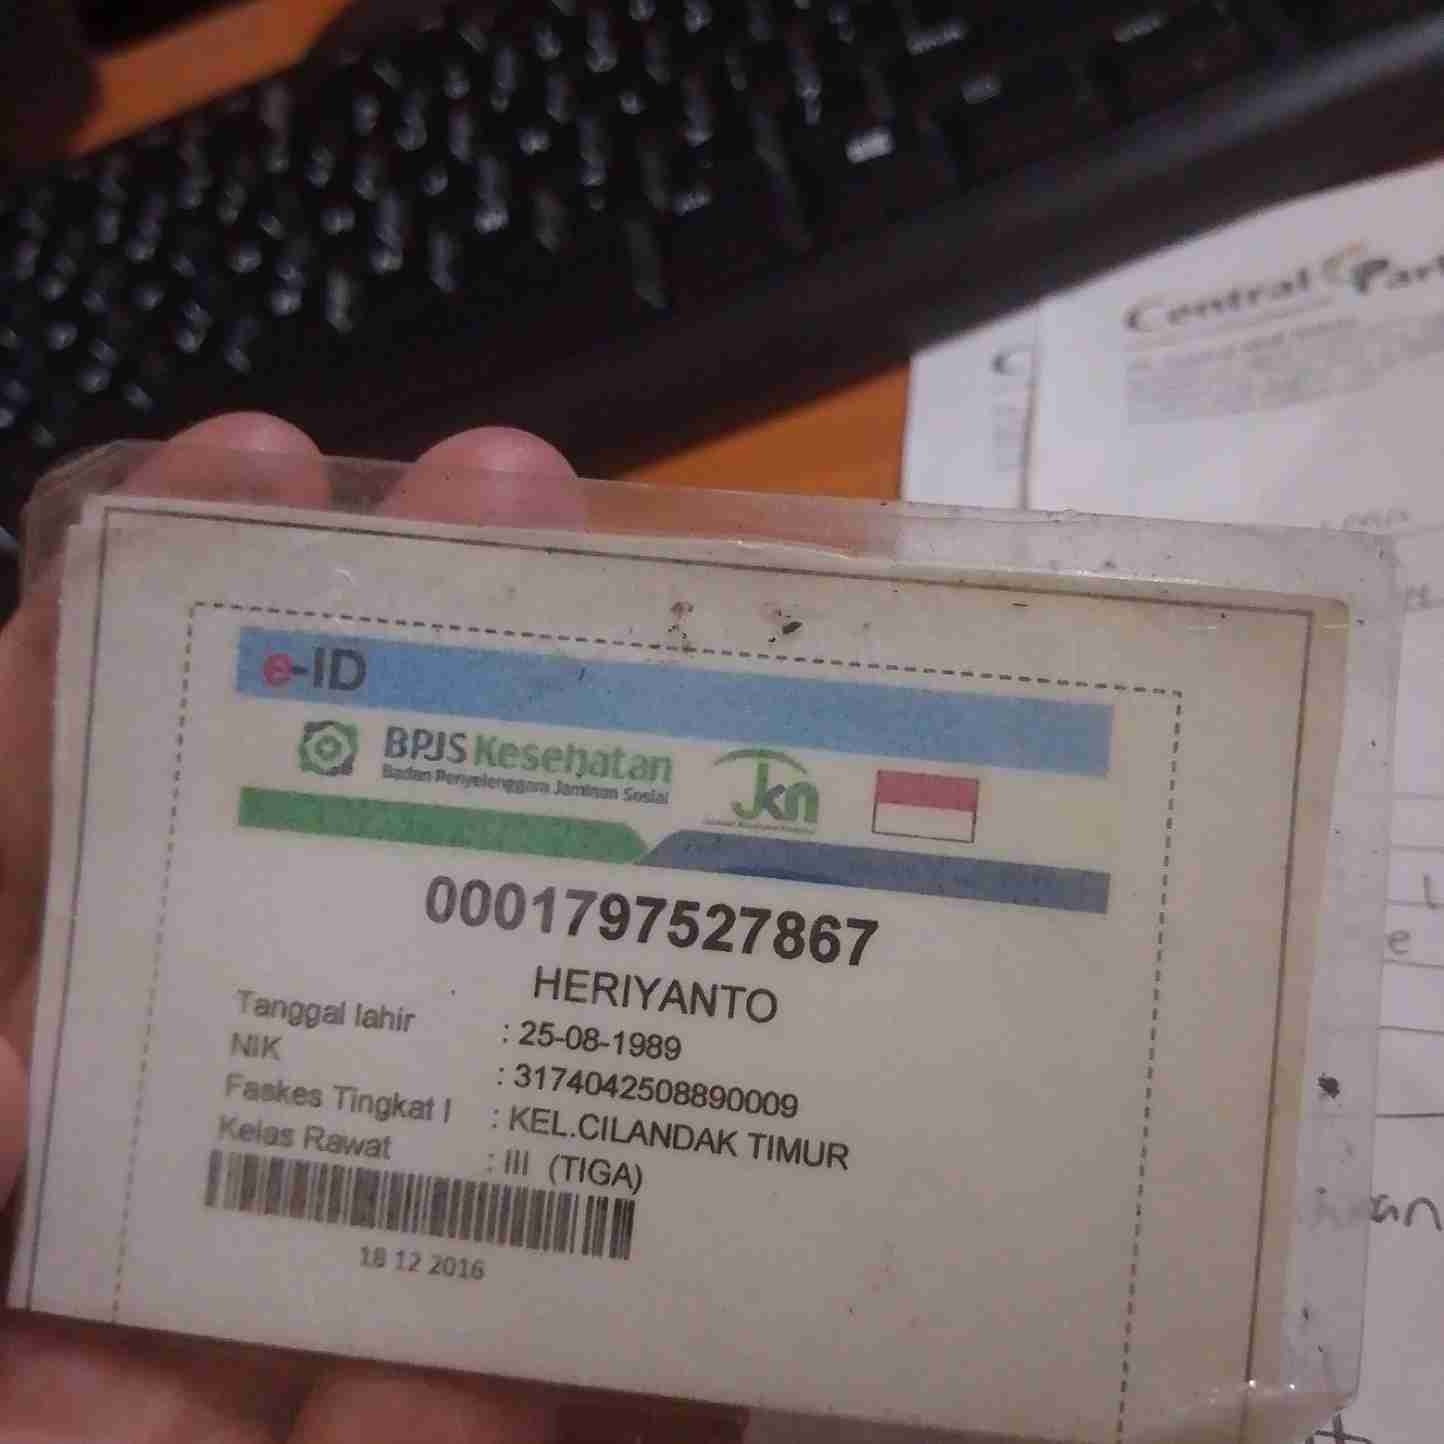 Central Park
e-ID
BPJS Kesehatan
Badan Penyelenggara Jaminan Sosial
Jkn
0001797527867
HERIYANTO
Tanggal lahir : 25-08-1989
NIK : 3174042508890009
Faskes Tingkat I : KEL.CILANDAK TIMUR
Kelas Rawat : III (TIGA)
18 12 2016